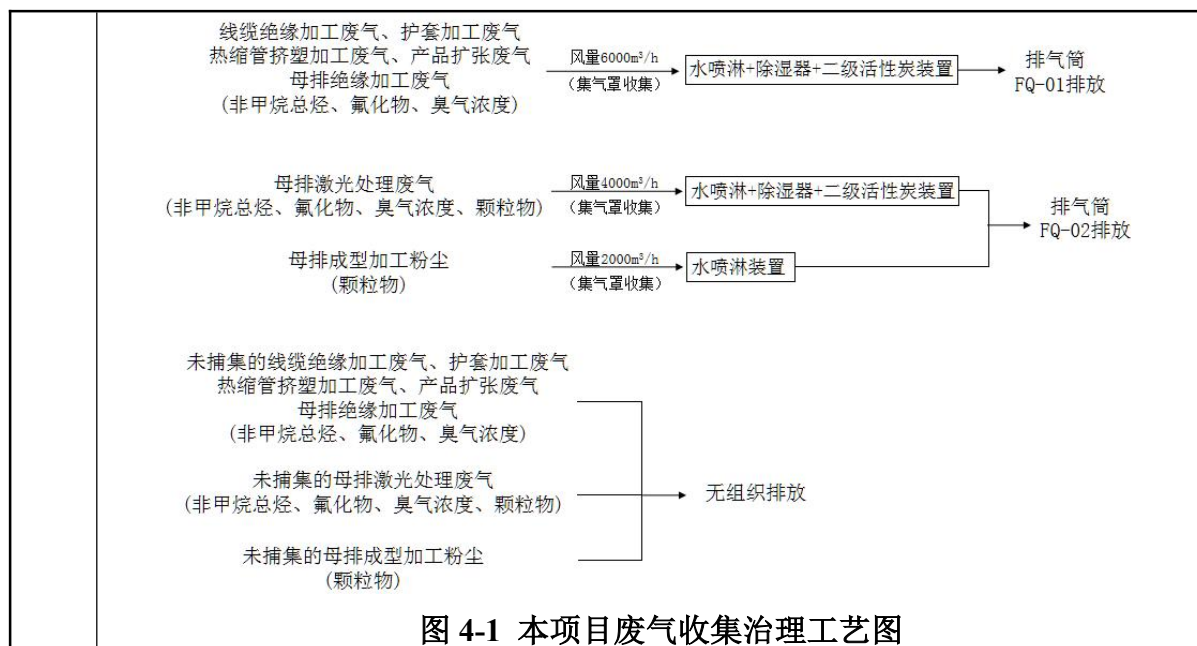 线缆绝缘加工废气、护套加工废气
热缩管挤塑加工废气、产品扩张废气
母排绝缘加工废气
(非甲烷总烃、氟化物、臭气浓度)
风量6000m³/h
(集气罩收集)
水喷淋+除湿器+二级活性炭装置
排气筒
FQ-01排放
母排激光处理废气
(非甲烷总烃、氟化物、臭气浓度、颗粒物)
风量4000m³/h
(集气罩收集)
水喷淋+除湿器+二级活性炭装置
排气筒
FQ-02排放
母排成型加工粉尘
(颗粒物)
风量2000m³/h
(集气罩收集)
水喷淋装置
未捕集的线缆绝缘加工废气、护套加工废气
热缩管挤塑加工废气、产品扩张废气
母排绝缘加工废气
(非甲烷总烃、氟化物、臭气浓度)
未捕集的母排激光处理废气
(非甲烷总烃、氟化物、臭气浓度、颗粒物)
无组织排放
未捕集的母排成型加工粉尘
(颗粒物)
图 4-1 本项目废气收集治理工艺图